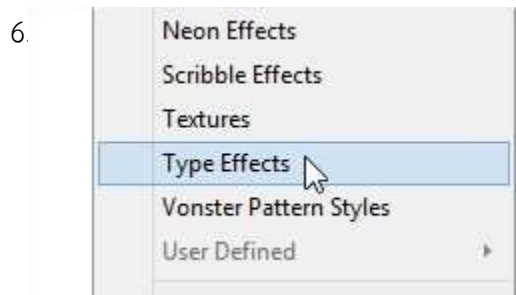 6.
Neon Effects
Scribble Effects
Textures
Type Effects
Vonster Pattern Styles
User Defined